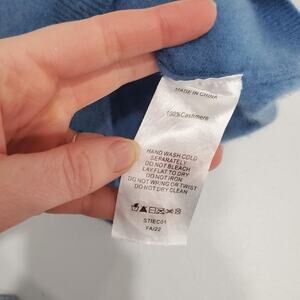 MADE IN CHINA
100%Cashmere
HAND WASH COLD
SEPARATELY
DO NOT BLEACH
LAY FLAT TO DRY
DO NOT IRON
DO NOT WRING OR TWIST
DO NOT DRY CLEAN
STIEC01
FA/22